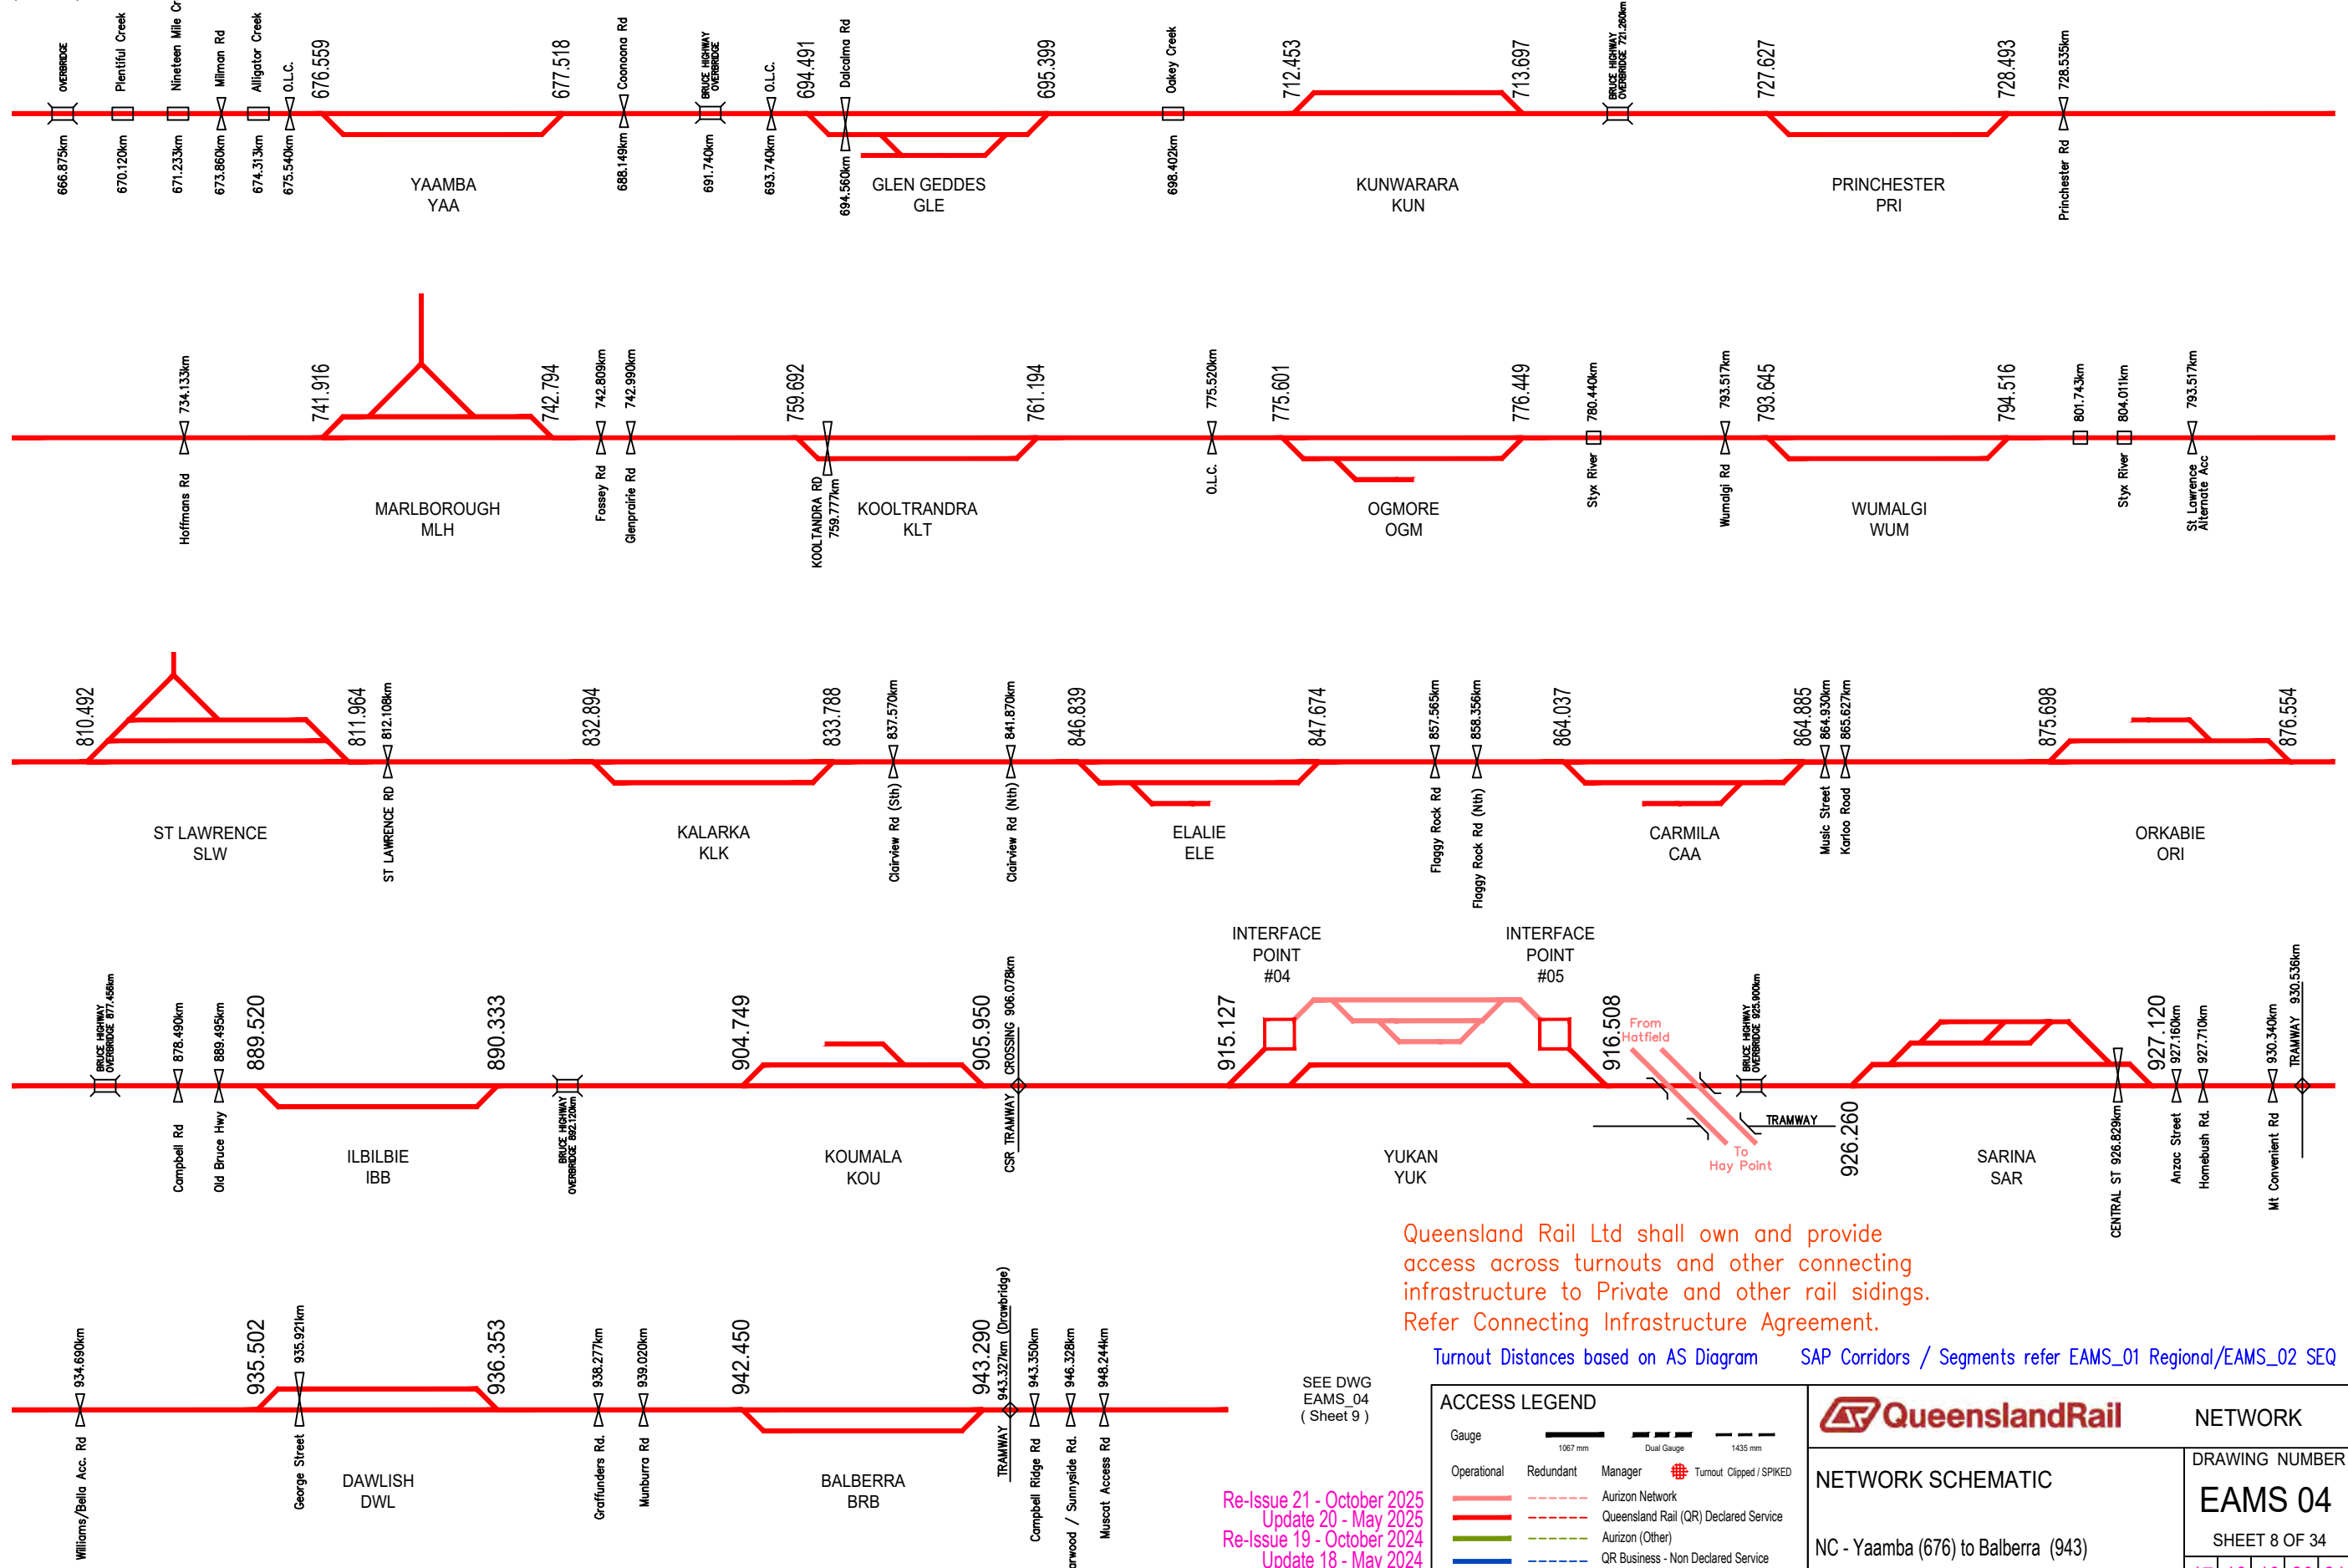 OVERBRIDGE
666.875km
Plentiful Creek
670.120km
Nineteen Mile Cr
671.233km
Milman Rd
673.860km
Alligator Creek
674.313km
O.L.C.
675.540km
676.559
677.518
YAAMBA
YAA
Coonoona Rd
688.149km
BRUCE HIGHWAY
OVERBRIDGE
691.740km
O.L.C.
693.740km
694.491
Dalcalma Rd
694.560km
695.399
GLEN GEDDES
GLE
Oakey Creek
698.402km
712.453
713.697
KUNWARARA
KUN
BRUCE HIGHWAY
OVERBRIDGE 721.260km
727.627
728.493
PRINCHESTER
PRI
728.535km
Princhester Rd
734.133km
Hoffmans Rd
741.916
742.794
MARLBOROUGH
MLH
742.809km
Fossey Rd
742.990km
Glenprairie Rd
759.692
761.194
KOOLTANDRA RD
759.777km
KOOLTRANDRA
KLT
775.520km
O.L.C.
775.601
776.449
OGMORE
OGM
780.440km
Styx River
793.517km
Wumalgi Rd
793.645
794.516
WUMALGI
WUM
801.743km
804.011km
Styx River
793.517km
St Lawrence
Alternate Acc
810.492
811.964
ST LAWRENCE
SLW
812.108km
ST LAWRENCE RD
832.894
833.788
KALARKA
KLK
837.570km
Clairview Rd (Sth)
841.870km
Clairview Rd (Nth)
846.839
847.674
ELALIE
ELE
857.565km
Flaggy Rock Rd
858.356km
Flaggy Rock Rd (Nth)
864.037
864.885
CARMILA
CAA
864.930km
Music Street
865.627km
Karloo Road
875.698
876.554
ORKABIE
ORI
BRUCE HIGHWAY
OVERBRIDGE 877.456km
878.490km
Campbell Rd
889.495km
Old Bruce Hwy
889.520
890.333
ILBILBIE
IBB
BRUCE HIGHWAY
OVERBRIDGE 892.120km
904.749
905.950
KOUMALA
KOU
CSR TRAMWAY CROSSING 906.078km
915.127
INTERFACE
POINT
#04
INTERFACE
POINT
#05
916.508
YUKAN
YUK
From
Hatfield
To
Hay Point
TRAMWAY
BRUCE HIGHWAY
OVERBRIDGE 925.900km
926.260
927.120
SARINA
SAR
CENTRAL ST 926.829km
927.160km
Anzac Street
927.710km
Homebush Rd.
930.340km
Mt Convenient Rd
TRAMWAY 930.536km
934.690km
Williams/Bella Acc. Rd
935.502
935.921km
George Street
936.353
DAWLISH
DWL
938.277km
Graffunders Rd.
939.020km
Munburra Rd
942.450
943.290
BALBERRA
BRB
TRAMWAY 943.327km (Drawbridge)
943.350km
Campbell Ridge Rd
946.328km
arwood / Sunnyside Rd.
948.244km
Muscat Access Rd
Queensland Rail Ltd shall own and provide
access across turnouts and other connecting
infrastructure to Private and other rail sidings.
Refer Connecting Infrastructure Agreement.
Turnout Distances based on AS Diagram SAP Corridors / Segments refer EAMS_01 Regional/EAMS_02 SEQ
SEE DWG
EAMS_04
( Sheet 9 )
Re-Issue 21 - October 2025
Update 20 - May 2025
Re-Issue 19 - October 2024
Update 18 - May 2024
ACCESS LEGEND
Gauge
1067 mm Dual Gauge 1435 mm
Operational Redundant Manager Turnout Clipped / SPIKED
Aurizon Network
Queensland Rail (QR) Declared Service
Aurizon (Other)
QR Business - Non Declared Service
QueenslandRail
NETWORK
NETWORK SCHEMATIC
NC - Yaamba (676) to Balberra (943)
DRAWING NUMBER
EAMS 04
SHEET 8 OF 34